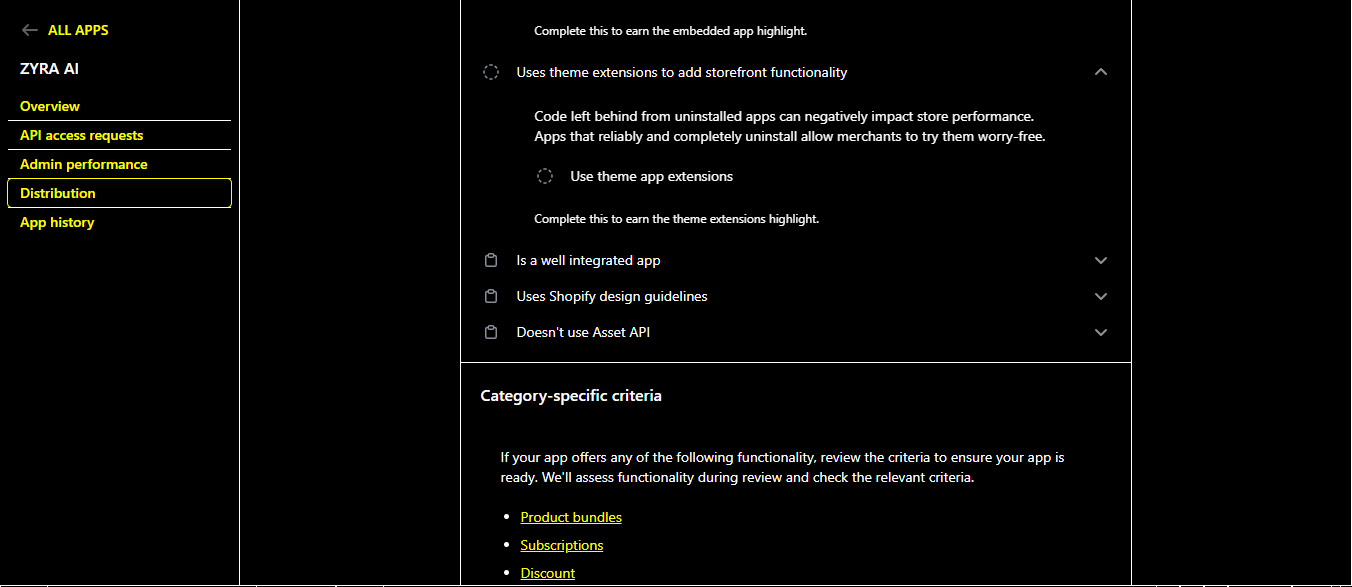 ALL APPS
ZYRA AI
Overview
API access requests
Admin performance
Distribution
App history
Complete this to earn the embedded app highlight.
Uses theme extensions to add storefront functionality
Code left behind from uninstalled apps can negatively impact store performance.
Apps that reliably and completely uninstall allow merchants to try them worry-free.
Use theme app extensions
Complete this to earn the theme extensions highlight.
Is a well integrated app
Uses Shopify design guidelines
Doesn't use Asset API
Category-specific criteria
If your app offers any of the following functionality, review the criteria to ensure your app is
ready. We'll assess functionality during review and check the relevant criteria.
Product bundles
Subscriptions
Discount